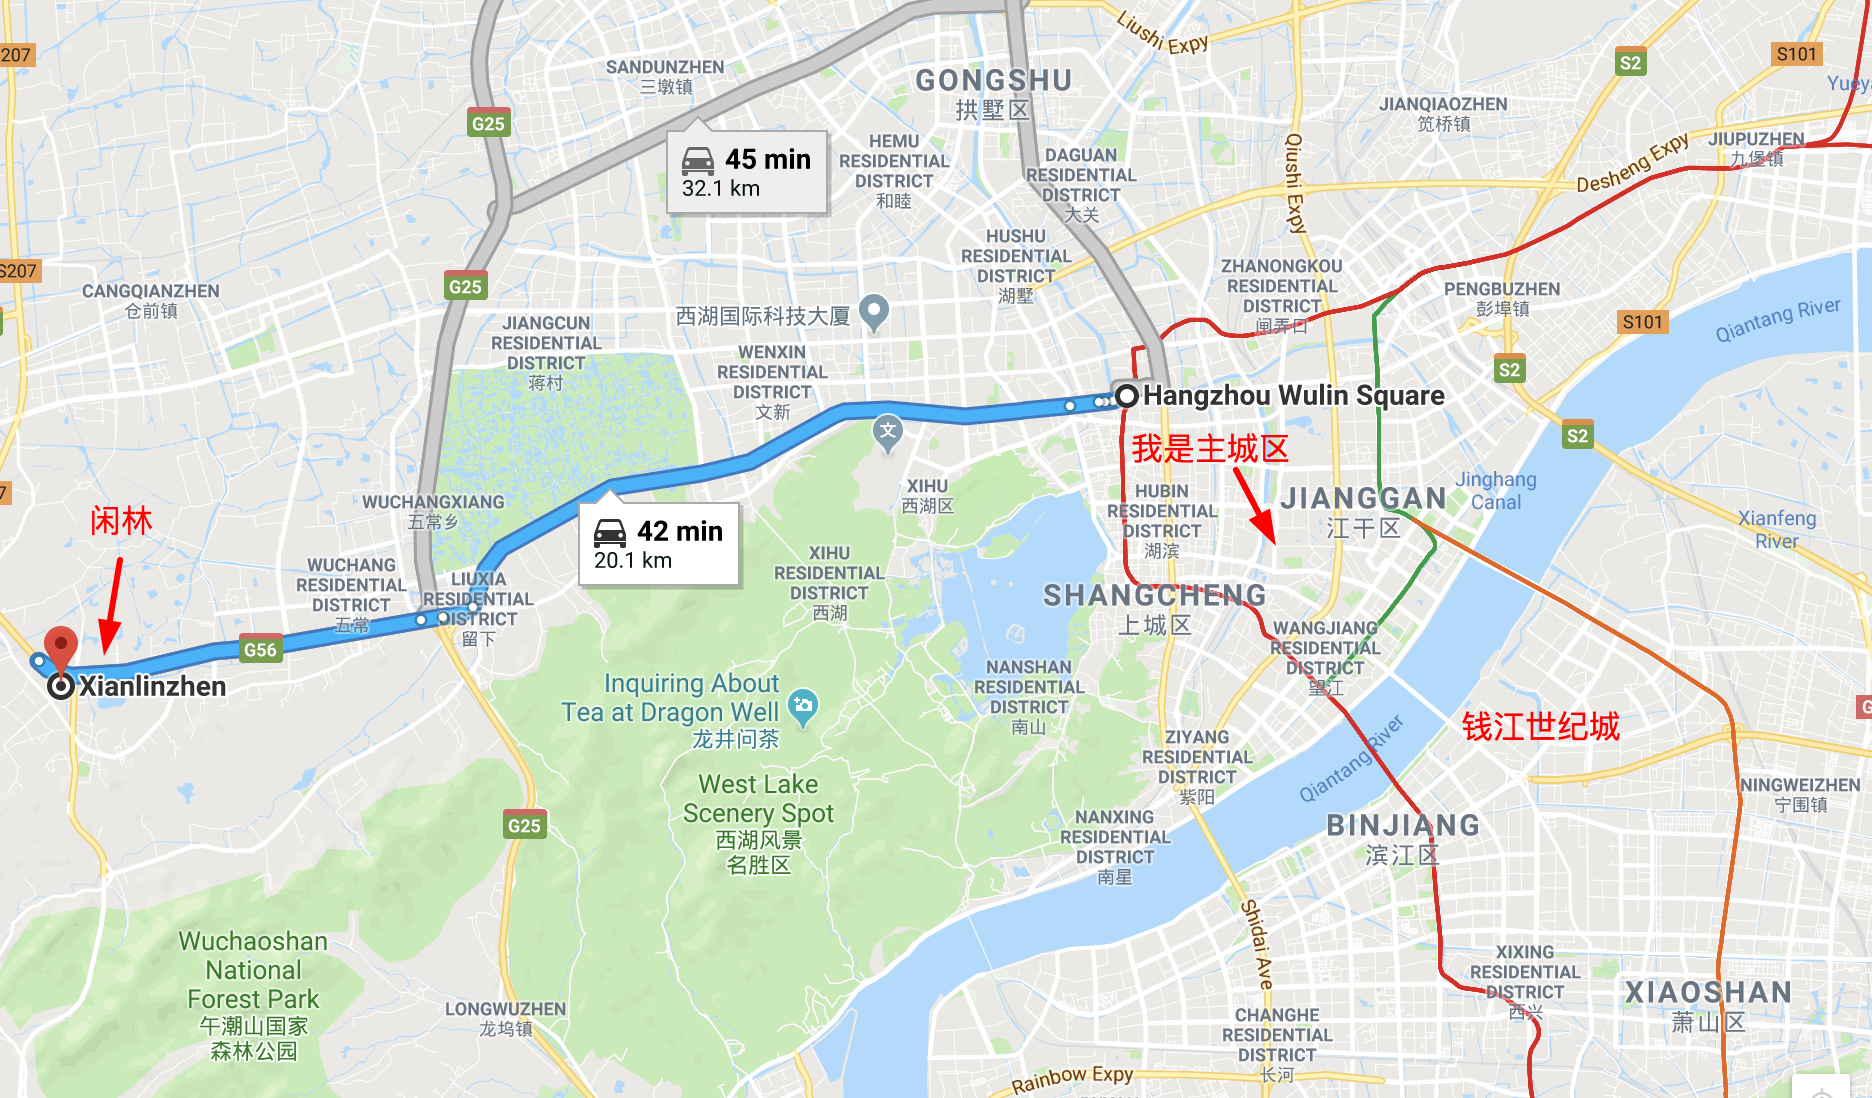 Liushi Expy
207
S2
S101
SANDUNZHEN
三墩镇
GONGSHU
拱墅区
JIANQIAOZHEN
笕桥镇
G25
HEMU
RESIDENTIAL
DISTRICT
和睦
DAGUAN
RESIDENTIAL
DISTRICT
大关
Qiushi Expy
Desheng Expy
JIUPUZHEN
九堡镇
45 min
32.1 km
HUSHU
RESIDENTIAL
DISTRICT
湖墅
ZHANONGKOU
RESIDENTIAL
DISTRICT
闸弄口
S207
CANGQIANZHEN
仓前镇
G25
PENGBUZHEN
彭埠镇
S101
Qiantang River
JIANGCUN
RESIDENTIAL
DISTRICT
蒋村
西湖国际科技大厦
WENXIN
RESIDENTIAL
DISTRICT
文新
S2
Hangzhou Wulin Square
文
S2
我是主城区
7
闲林
WUCHANGXIANG
五常乡
XIHU
西湖区
HUBIN
RESIDENTIAL
DISTRICT
湖滨
JIANGGAN
江干区
Jinghang
Canal
Xianfeng
River
42 min
20.1 km
WUCHANG
RESIDENTIAL
DISTRICT
五常
LIUXIA
RESIDENTIAL
DISTRICT
留下
XIHU
RESIDENTIAL
DISTRICT
西湖
SHANGCHENG
上城区
WANGJIANG
RESIDENTIAL
DISTRICT
望江
G56
Xianlinzhen
Inquiring About
Tea at Dragon Well
龙井问茶
NANSHAN
RESIDENTIAL
DISTRICT
南山
钱江世纪城
G
ZIYANG
RESIDENTIAL
DISTRICT
紫阳
Qiantang River
West Lake
Scenery Spot
西湖风景
名胜区
NINGWEIZHEN
宁围镇
G25
NANXING
RESIDENTIAL
DISTRICT
南星
BINJIANG
滨江区
Wuchaoshan
National
Forest Park
午潮山国家
森林公园
Shidai Ave
XIXING
RESIDENTIAL
DISTRICT
西兴
XIAOSHAN
萧山区
LONGWUZHEN
龙坞镇
CHANGHE
RESIDENTIAL
DISTRICT
长河
Rainbow Expy